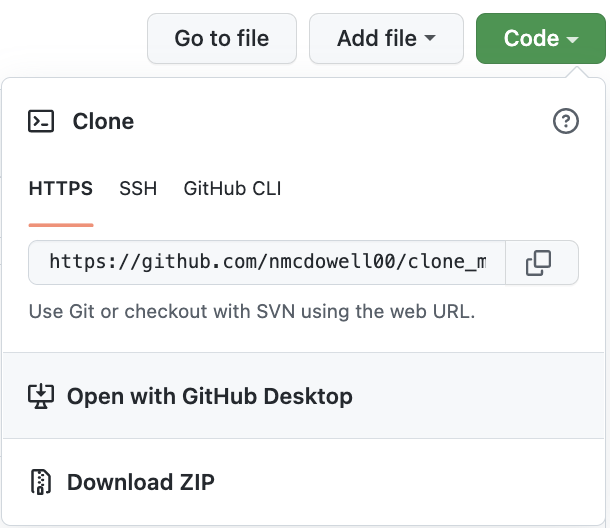 Go to file Add file Code
Clone
HTTPS SSH GitHub CLI
https://github.com/nmcdowell00/clone_m
Use Git or checkout with SVN using the web URL.
Open with GitHub Desktop
Download ZIP